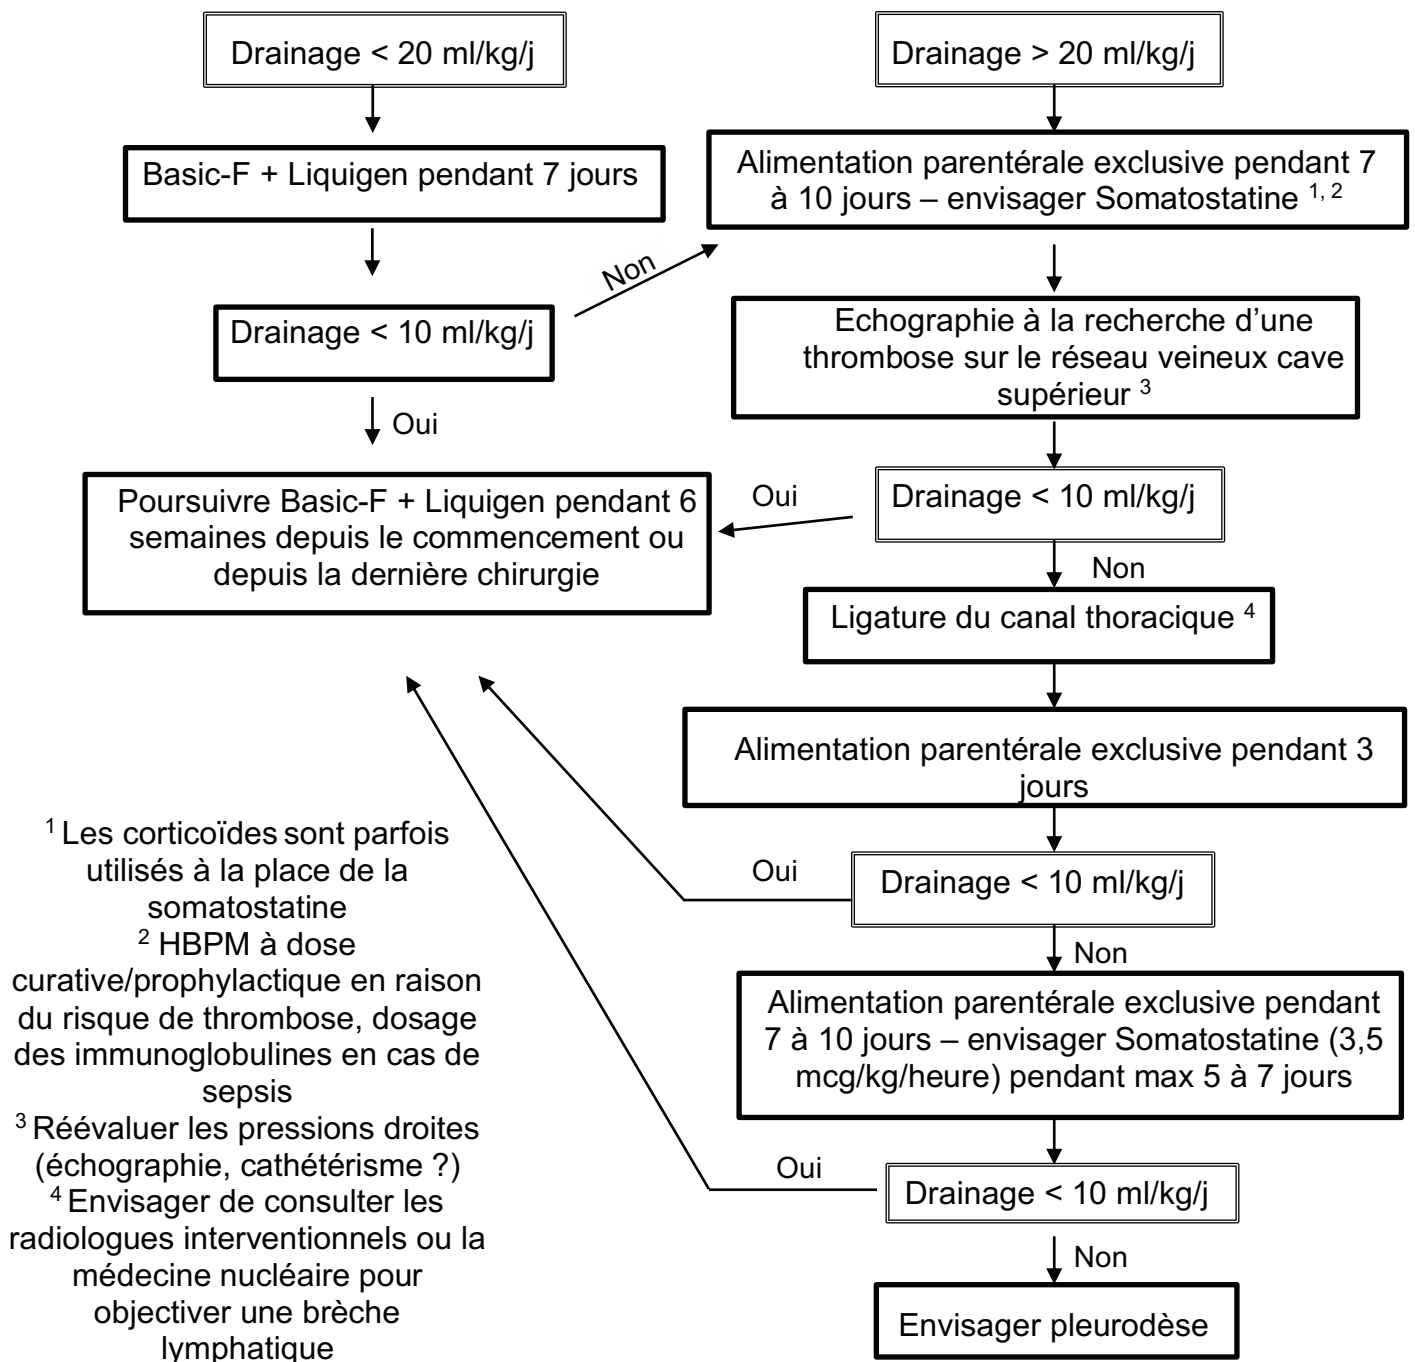 Drainage < 20 ml/kg/j
Drainage > 20 ml/kg/j
Basic-F + Liquigen pendant 7 jours
Alimentation parentérale exclusive pendant 7
à 10 jours – envisager Somatostatine 1, 2
Non
Drainage < 10 ml/kg/j
Echographie à la recherche d’une
thrombose sur le réseau veineux cave
supérieur 3
Oui
Poursuivre Basic-F + Liquigen pendant 6
semaines depuis le commencement ou
depuis la dernière chirurgie
Oui
Drainage < 10 ml/kg/j
Non
Ligature du canal thoracique 4
Alimentation parentérale exclusive pendant 3
jours
Oui
Drainage < 10 ml/kg/j
Non
Alimentation parentérale exclusive pendant
7 à 10 jours – envisager Somatostatine (3,5
mcg/kg/heure) pendant max 5 à 7 jours
Oui
Drainage < 10 ml/kg/j
Non
Envisager pleurodèse
1 Les corticoïdes sont parfois
utilisés à la place de la
somatostatine
2 HBPM à dose
curative/prophylactique en raison
du risque de thrombose, dosage
des immunoglobulines en cas de
sepsis
3 Réévaluer les pressions droites
(échographie, cathétérisme ?)
4 Envisager de consulter les
radiologues interventionnels ou la
médecine nucléaire pour
objectiver une brèche
lymphatique